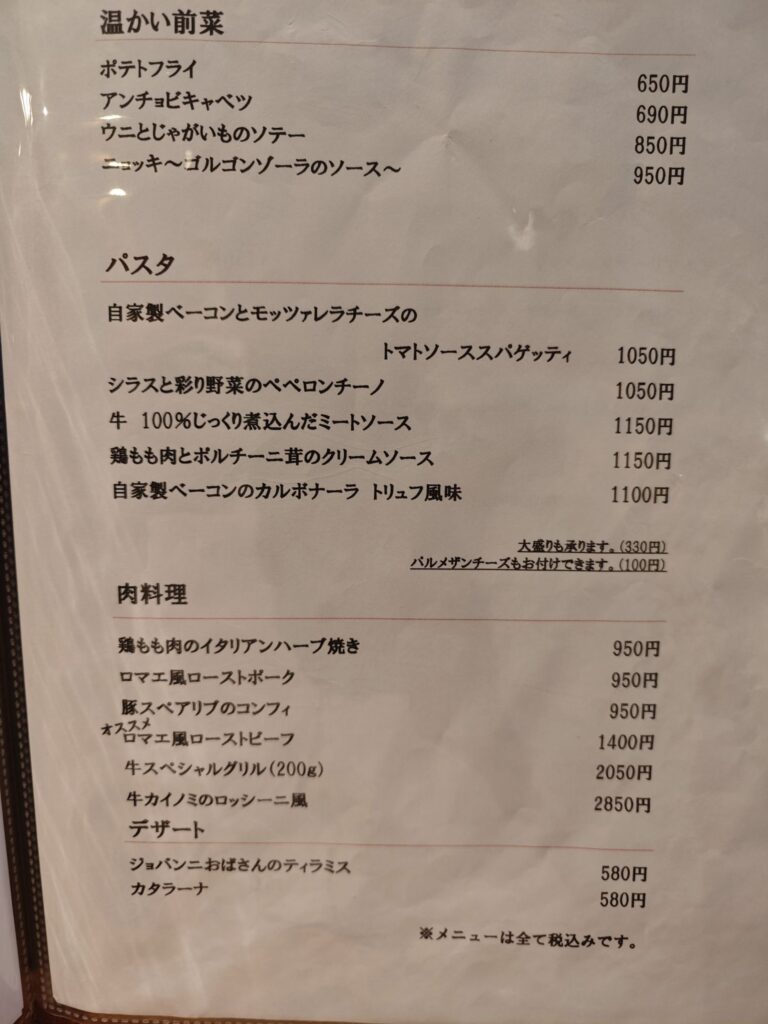 温かい前菜
ポテトフライ 650円
アンチョビキャベツ 690円
ウニとじゃがいものソテー 850円
ニョッキ～ゴルゴンゾーラのソース～ 950円
パスタ
自家製ベーコンとモッツァレラチーズの
トマトソーススパゲッティ 1050円
シラスと彩り野菜のペペロンチーノ 1050円
牛 100%じっくり煮込んだミートソース 1150円
鶏もも肉とポルチーニ茸のクリームソース 1150円
自家製ベーコンのカルボナーラ トリュフ風味 1100円
大盛りも承ります。(330円)
パルメザンチーズもお付けできます。(100円)
肉料理
鶏もも肉のイタリアンハーブ焼き 950円
ロマエ風ローストポーク 950円
豚スペアリブのコンフィ 950円
オススメ
ロマエ風ローストビーフ 1400円
牛スペシャルグリル(200g) 2050円
牛カイノミのロッシーニ風 2850円
デザート
ジョバンニおばさんのティラミス 580円
カタラーナ 580円
※メニューは全て税込みです。